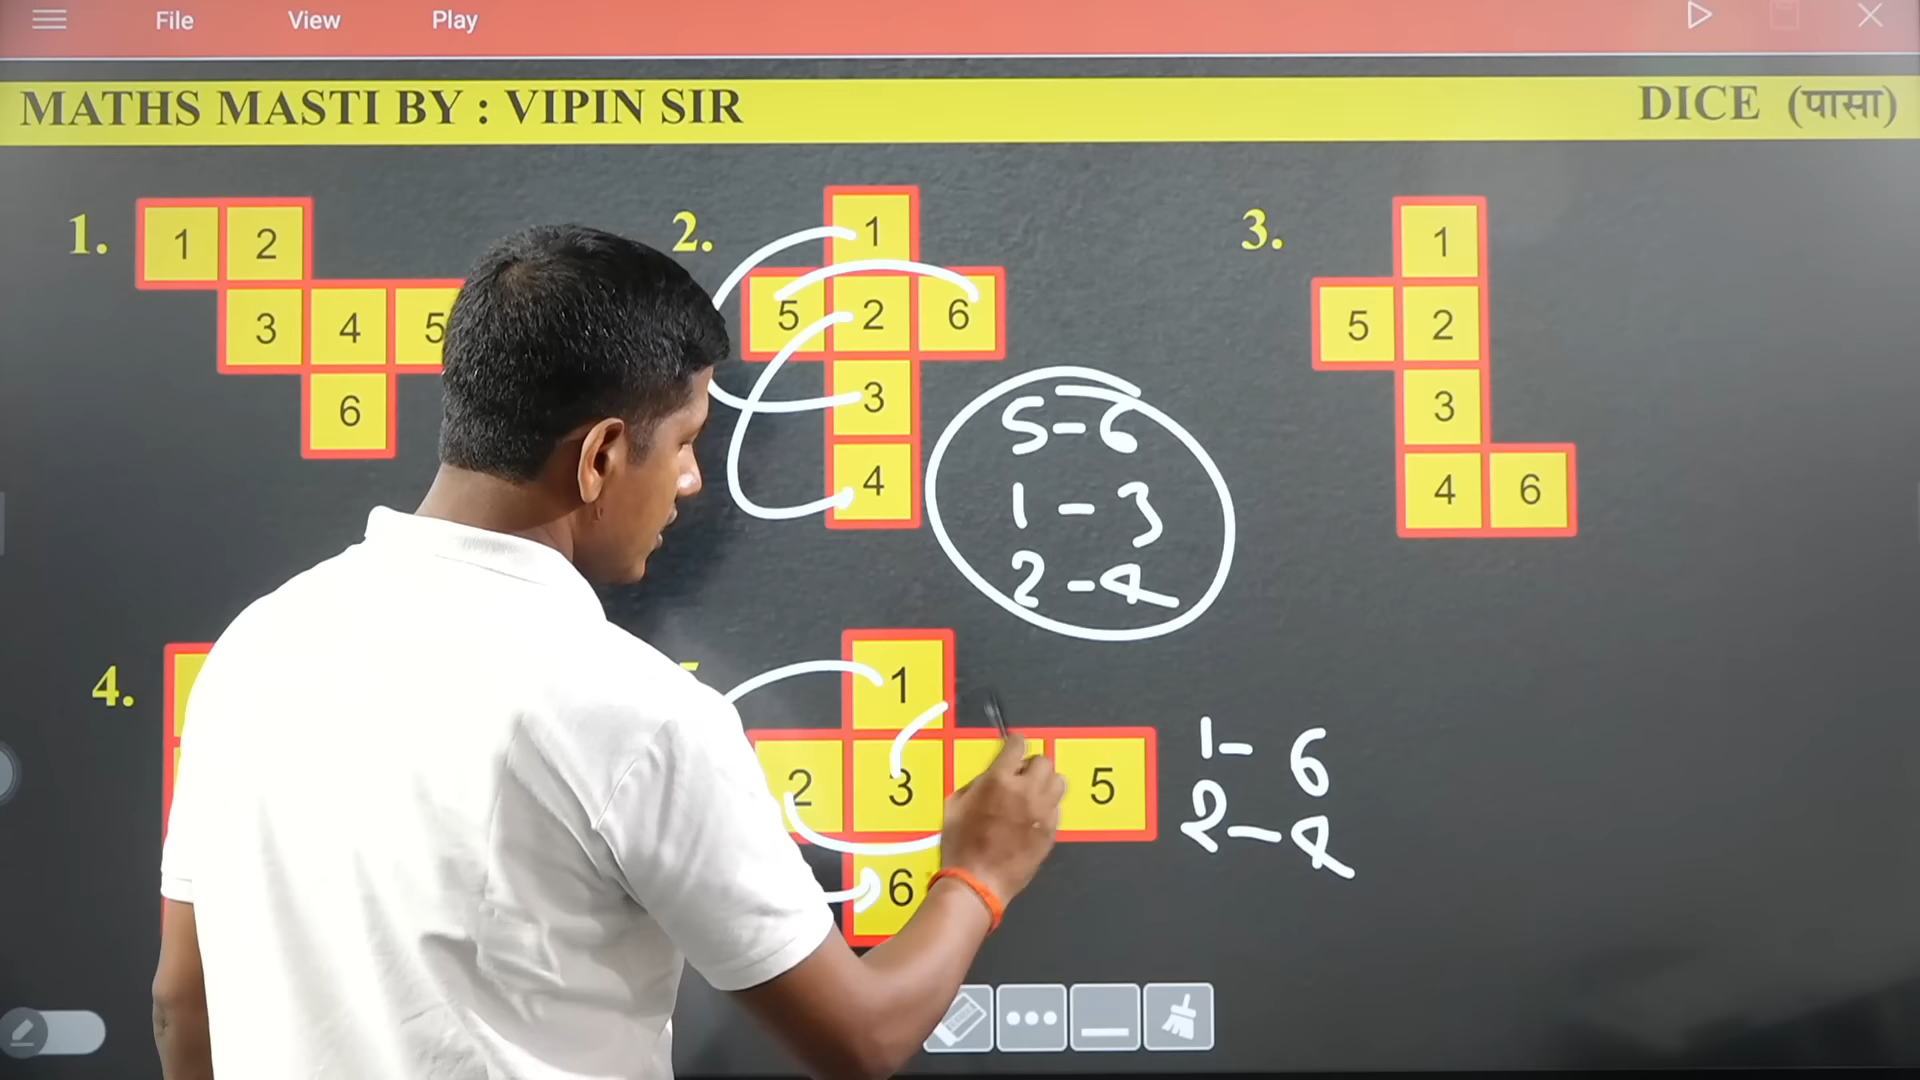 File View Play
MATHS MASTI BY : VIPIN SIR DICE (पासा)
1. 1 2
3 4 5
6
2. 1
5 2 6
3
4
5-6
1-3
2-4
3. 1
5 2
3
4 6
4.
1
2 3 5
6
1-6
2-4